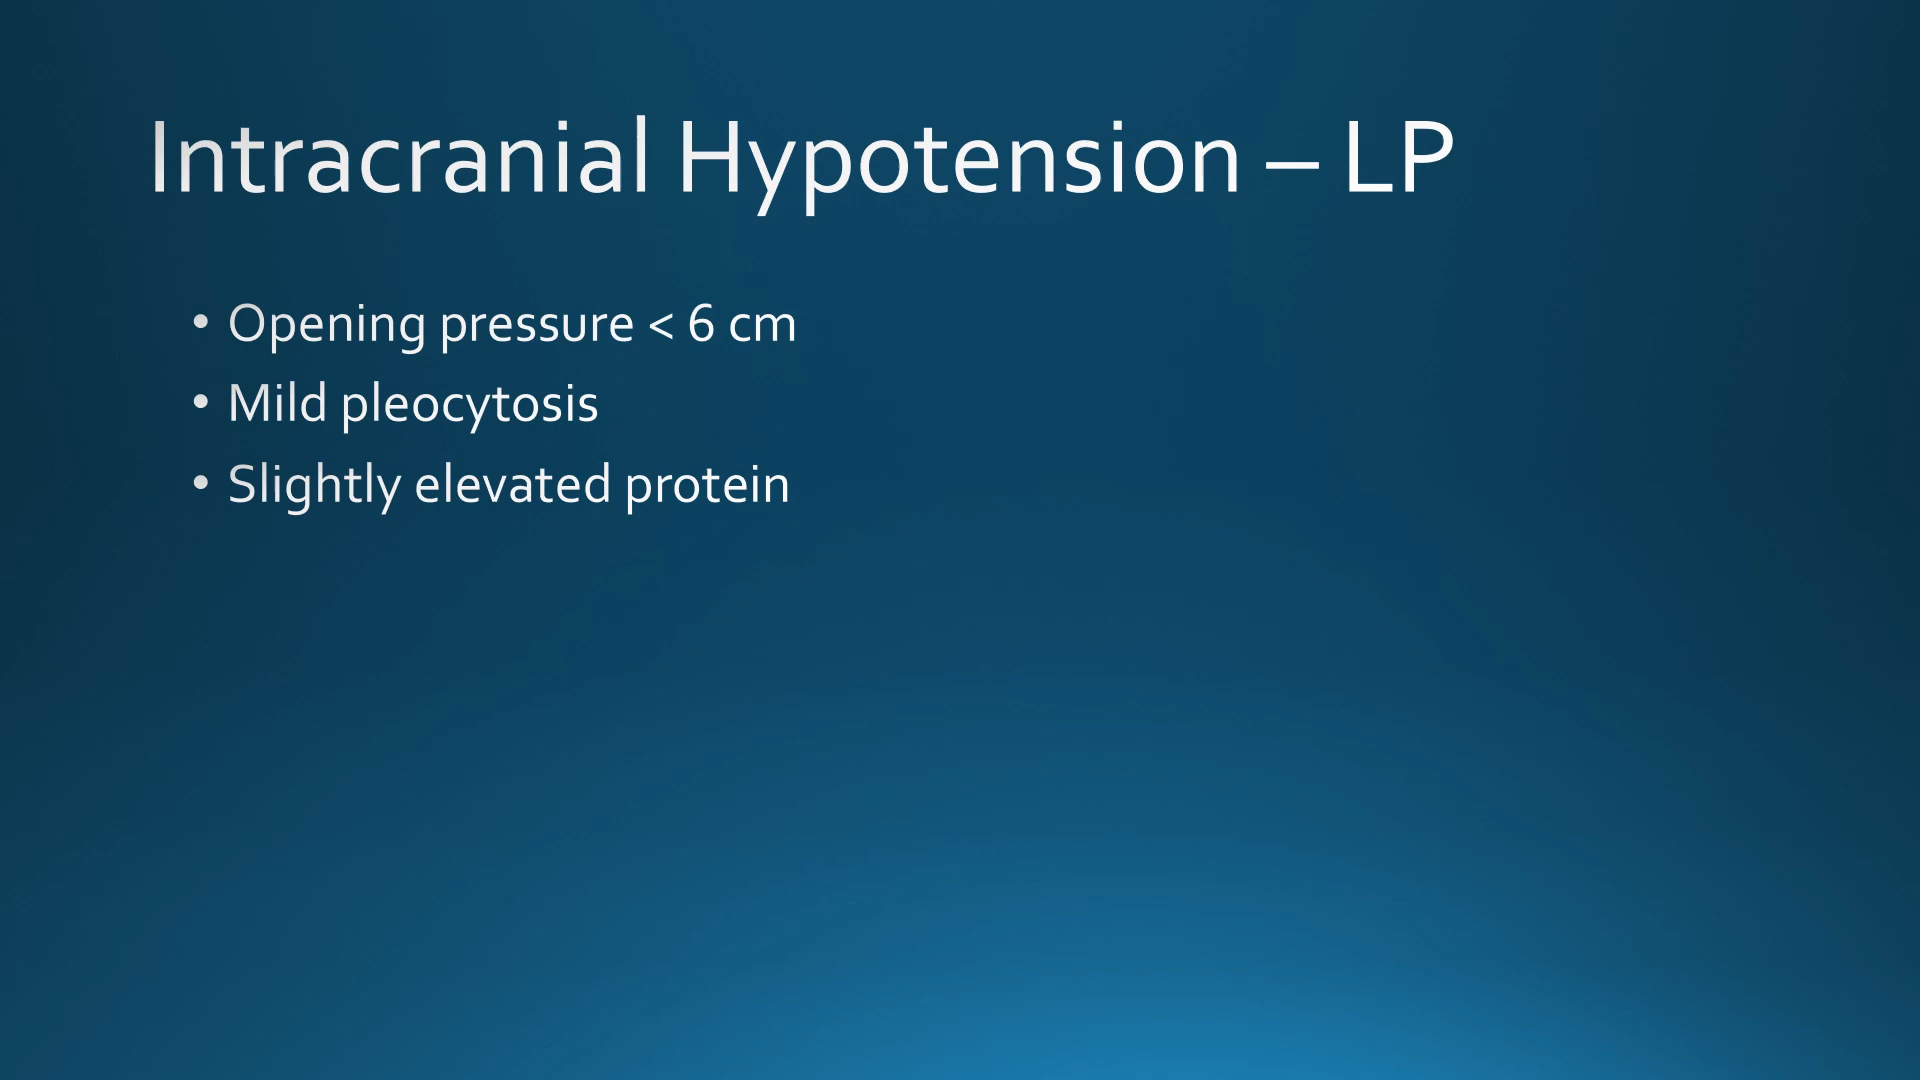 Intracranial Hypotension – LP
• Opening pressure < 6 cm
• Mild pleocytosis
• Slightly elevated protein